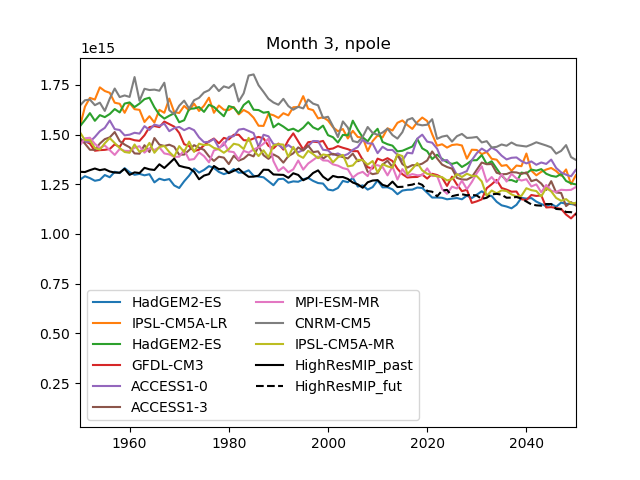 Month 3, npole
1e15
1.75
1.50
1.25
1.00
0.75
0.50
0.25
HadGEM2-ES
IPSL-CM5A-LR
HadGEM2-ES
GFDL-CM3
ACCESS1-0
ACCESS1-3
MPI-ESM-MR
CNRM-CM5
IPSL-CM5A-MR
HighResMIP_past
HighResMIP_fut
1960 1980 2000 2020 2040